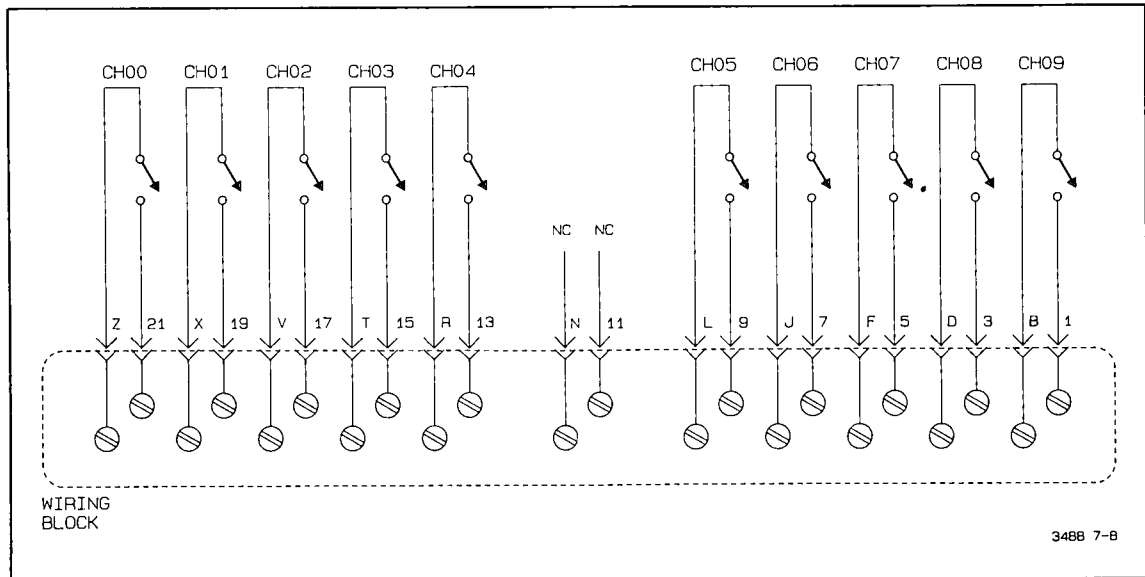 CH00 CH01 CH02 CH03 CH04 CH05 CH06 CH07 CH08 CH09
NC NC
Z 21 X 19 V 17 T 15 R 13 N 11 L 9 J 7 F 5 D 3 B 1
WIRING
BLOCK
3488 7-8